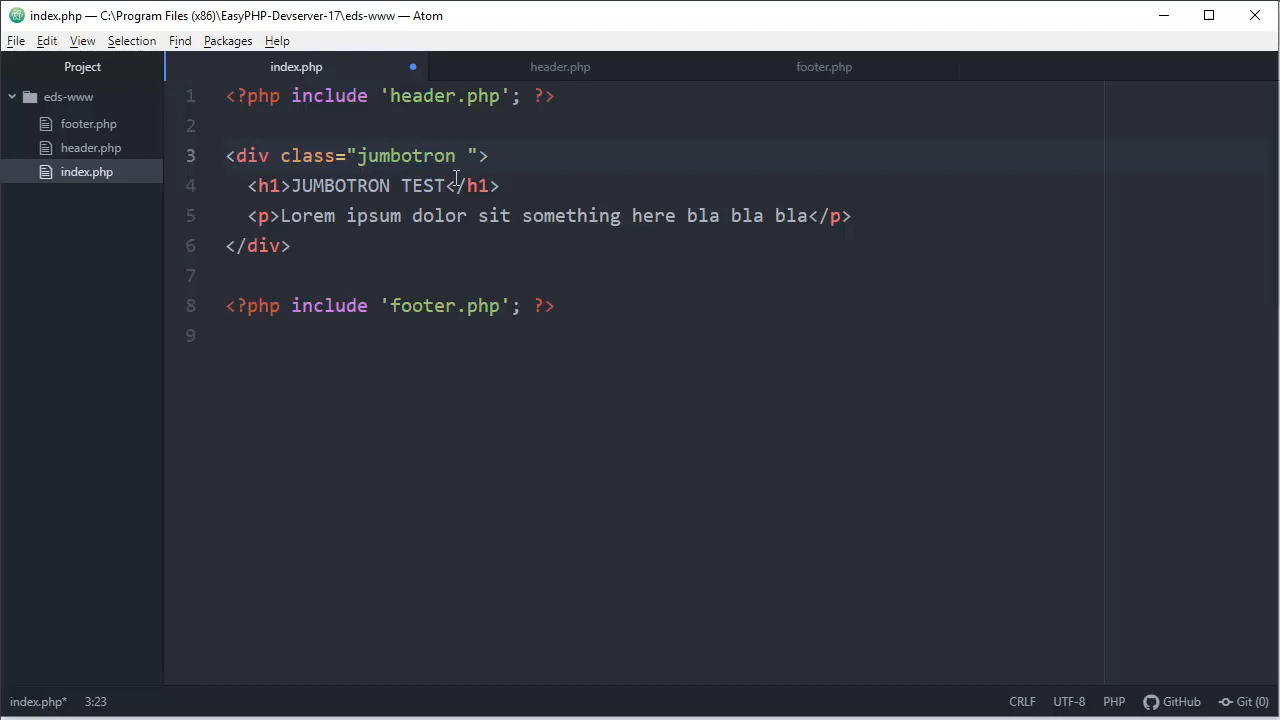 index.php — C:\Program Files (x86)\EasyPHP-Devserver-17\eds-www — Atom
File Edit View Selection Find Packages Help
Project index.php header.php footer.php
eds-www
footer.php
header.php
index.php
1 <?php include 'header.php'; ?>
2
3 <div class="jumbotron ">
4 <h1>JUMBOTRON TEST</h1>
5 <p>Lorem ipsum dolor sit something here bla bla bla</p>
6 </div>
7
8 <?php include 'footer.php'; ?>
9
index.php* 3:23 CRLF UTF-8 PHP GitHub Git (0)